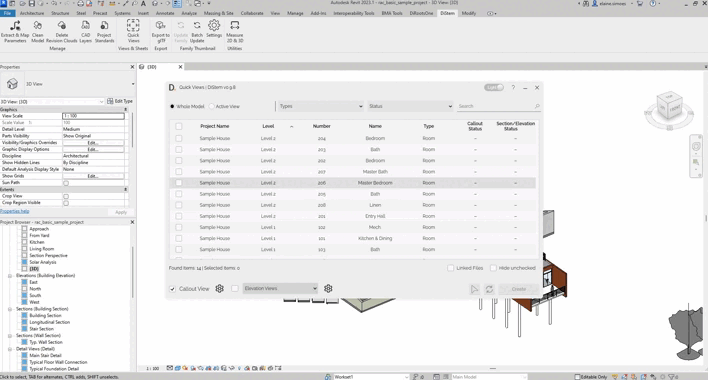 Autodesk Revit 2023.1 - rac_basic_sample_project - 3D View: {3D}
elaine.simoes
File Architecture Structure Steel Precast Systems Insert Annotate Analyze Massing & Site Collaborate View Manage Add-Ins Interoperability Tools BIMA Tools DiRootsOne DiStem Modify
Extract & Map Parameters
Clean Model
Delete Revision Clouds
CAD Layers
Project Standards
Quick Views
Export to glTF
Update Family
Batch Update
Settings
Measure 2D & 3D
Manage Views & Sheets Export Family Thumbnail Utilities
Properties
3D View
3D View: {3D} Edit Type
Graphics
View Scale 1 : 100
Scale Value 1: 100
Detail Level Medium
Parts Visibility Show Original
Visibility/Graphics Overrides Edit...
Graphic Display Options Edit...
Discipline Architectural
Show Hidden Lines By Discipline
Default Analysis Display Style None
Show Grids Edit...
Sun Path
Extents
Crop View
Crop Region Visible
Properties help Apply
Project Browser - rac_basic_sample_project
Approach
From Yard
Kitchen
Living Room
Section Perspective
Solar Analysis
{3D}
Elevations (Building Elevation)
East
North
South
West
Sections (Building Section)
Building Section
Longitudinal Section
Stair Section
Sections (Wall Section)
Typ. Wall Section
Detail Views (Detail)
Main Stair Detail
Typical Floor Wall Connection
Typical Foundation Detail
{3D}
Whole Model Active View Types Status Search
Project Name Level Number Name Type Callout Status Section/Elevation Status
Sample House Level 2 204 Bedroom Room – –
Sample House Level 2 203 Bath Room – –
Sample House Level 2 202 Bedroom Room – –
Sample House Level 2 207 Master Bath Room – –
Sample House Level 2 206 Master Bedroom Room – –
Sample House Level 2 205 Bath Room – –
Sample House Level 2 208 Linen Room – –
Sample House Level 2 201 Entry Hall Room – –
Sample House Level 1 102 Mech. Room – –
Sample House Level 1 101 Kitchen & Dining Room – –
Sample House Level 1 103 Bath Room – –
Found items: 14 | Selected items: 0 Linked Files Hide unchecked
Callout View Elevation Views Create
1 : 100
Click to select, TAB for alternates, CTRL adds, SHIFT unselects.
Workset1
Main Model
Editable Only